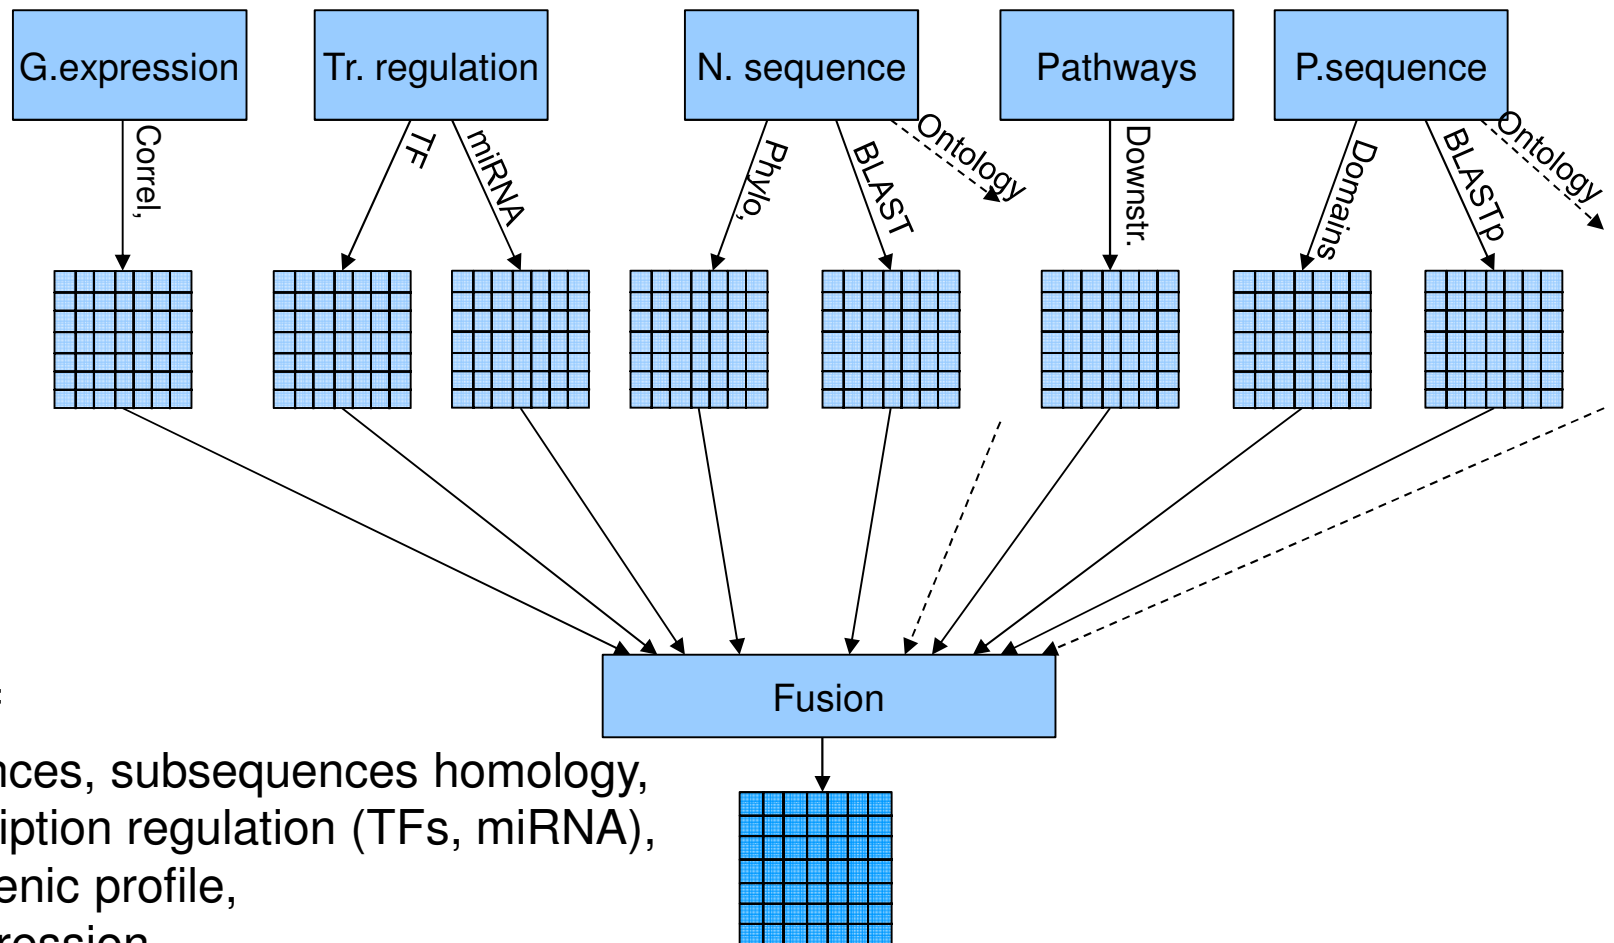 G.expression
Tr. regulation
N. sequence
Pathways
P.sequence
Correl,
TF
miRNA
Phylo,
BLAST
Ontology
Downstr.
Domains
BLASTp
Ontology
Fusion
nces, subsequences homology,
iption regulation (TFs, miRNA),
enic profile,
ression